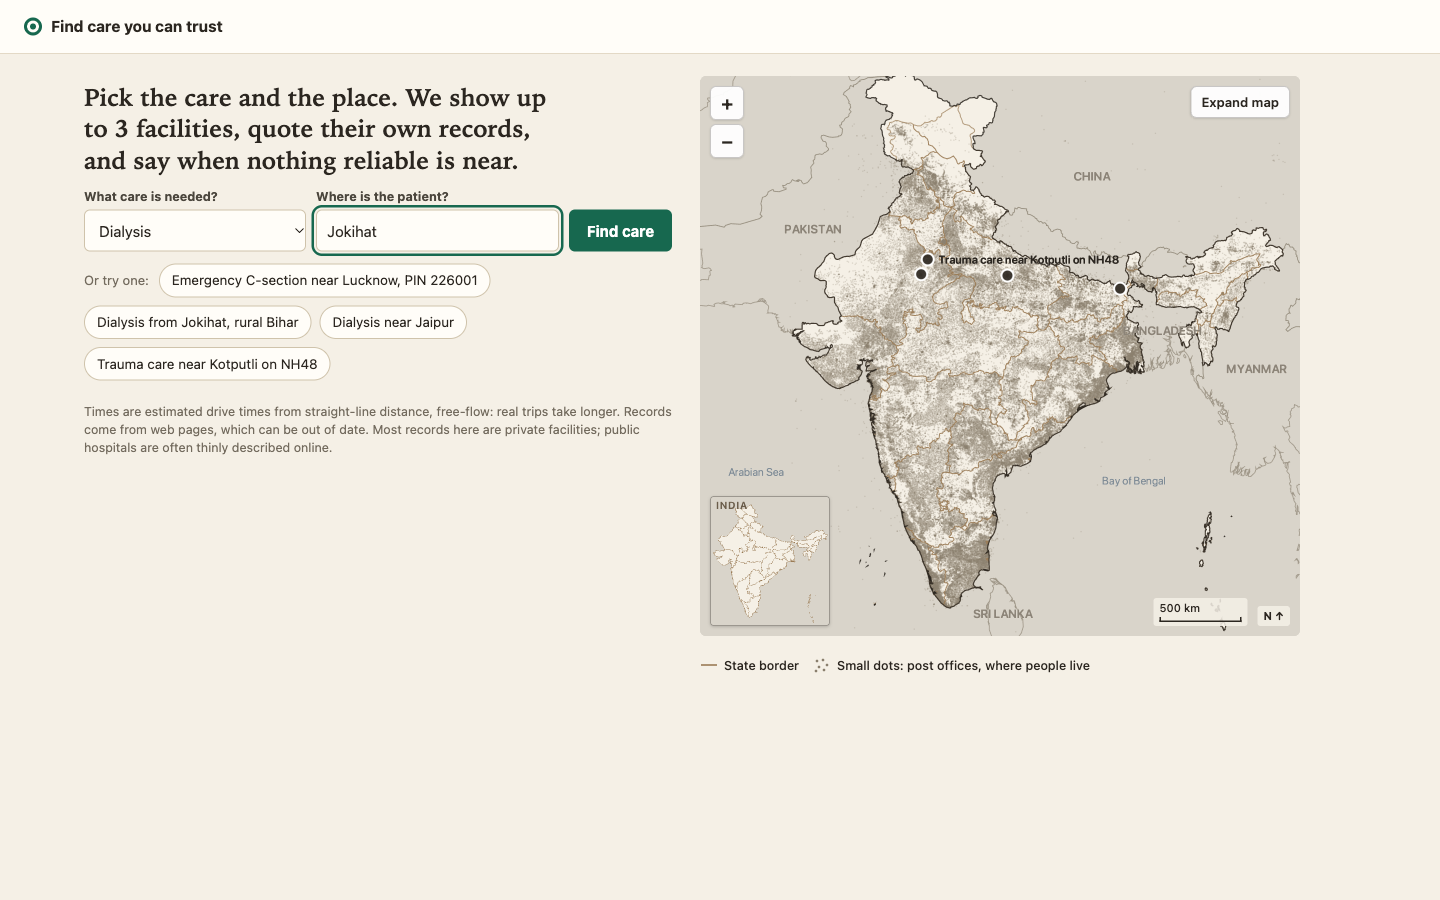 Find care you can trust
Pick the care and the place. We show up
to 3 facilities, quote their own records,
and say when nothing reliable is near.
What care is needed?
Where is the patient?
Dialysis
Jokihat
Find care
Or try one:
Emergency C-section near Lucknow, PIN 226001
Dialysis from Jokihat, rural Bihar
Dialysis near Jaipur
Trauma care near Kotputli on NH48
Times are estimated drive times from straight-line distance, free-flow: real trips take longer. Records
come from web pages, which can be out of date. Most records here are private facilities; public
hospitals are often thinly described online.
+
−
Expand map
CHINA
PAKISTAN
Trauma care near Kotputli on NH48
BANGLADESH
MYANMAR
Arabian Sea
Bay of Bengal
INDIA
SRI LANKA
500 km
N ↑
State border
Small dots: post offices, where people live